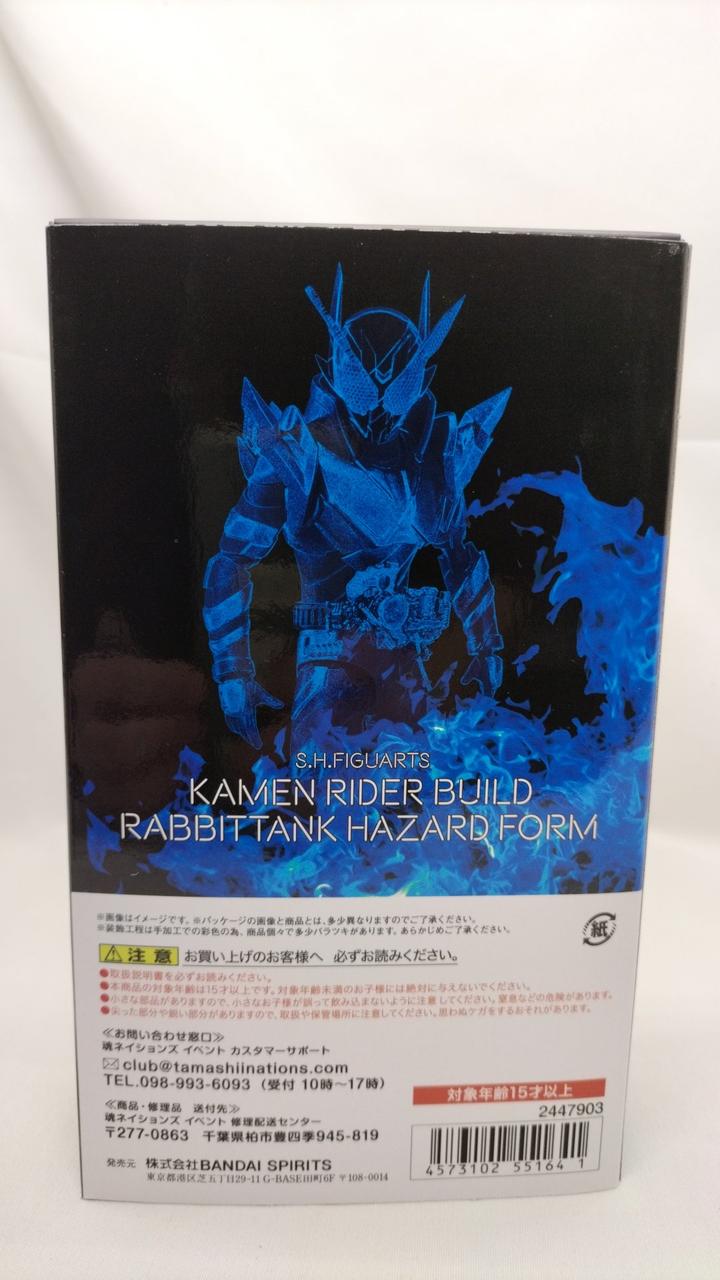 S.H.FIGUARTS
KAMEN RIDER BUILD
RABBITTANK HAZARD FORM
※画像はイメージです。※パッケージの画像と商品とは、多少異なりますのでご了承ください。
※装飾工程は手加工での彩色の為、商品個々で多少バラツキがあります。あらかじめご了承ください。
紙
注意 お買い上げのお客様へ 必ずお読みください。
●取扱説明書を必ずお読みください。
●本商品の対象年齢は15才以上です。対象年齢未満のお子様には絶対に与えないでください。
●小さな部品がありますので、小さなお子様が誤って飲み込まないように注意してください。窒息などの危険があります。
●尖った部分や鋭い部分がありますので、取扱や保管場所に注意してください。思わぬケガをするおそれがあります。
≪お問い合わせ窓口≫
魂ネイションズ イベント カスタマーサポート
club@tamashiinations.com
TEL.098-993-6093（受付 10時〜17時）
≪商品・修理品 送付先≫
魂ネイションズ イベント 修理配送センター
〒277-0863 千葉県柏市豊四季945-819
発売元 株式会社BANDAI SPIRITS
東京都港区芝五丁目29-11 G-BASE田町6F 〒108-0014
対象年齢15才以上
2447903
4573102 55164 1